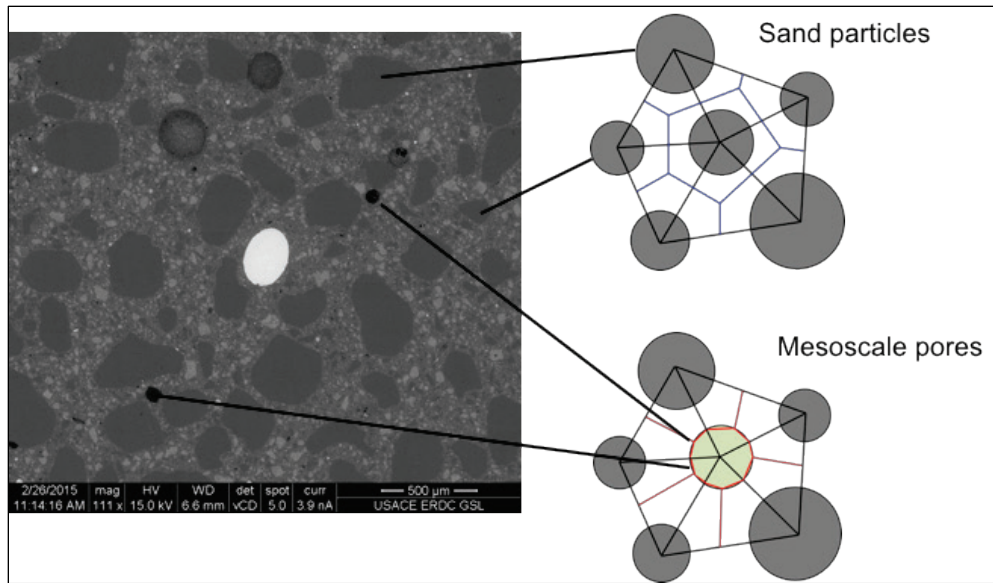 Sand particles
Mesoscale pores
2/26/2015 mag HV WD det spot curr
11:14:16 AM 111 x 15.0 kV 6.6 mm vCD 5.0 3.9 nA
500 µm
USACE ERDC GSL